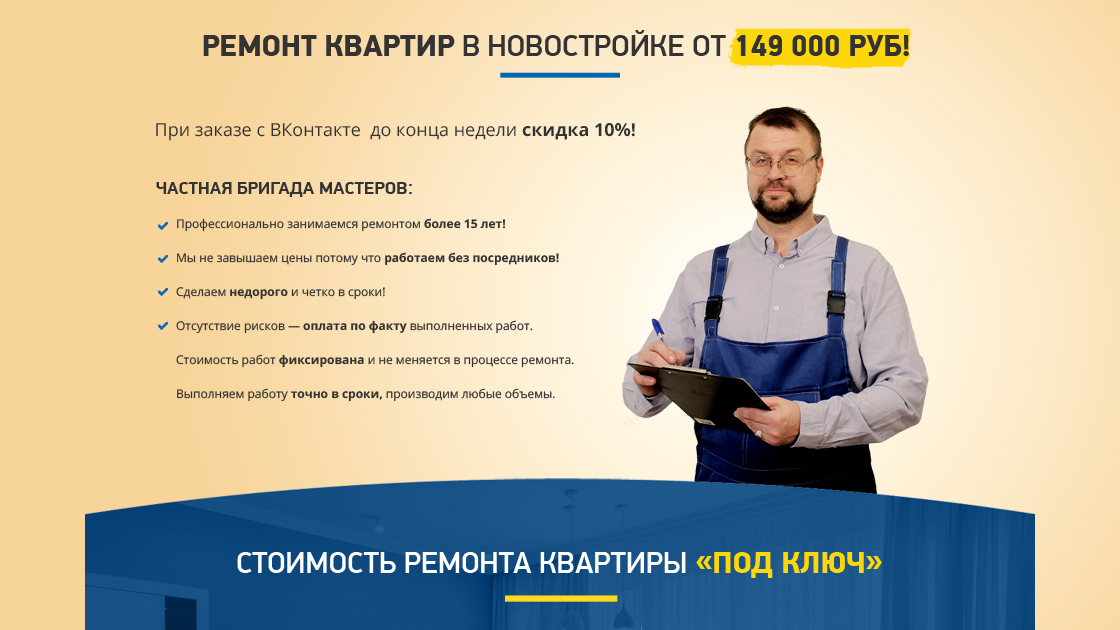 РЕМОНТ КВАРТИР В НОВОСТРОЙКЕ ОТ 149 000 РУБ!
При заказе с ВКонтакте до конца недели скидка 10%!
ЧАСТНАЯ БРИГАДА МАСТЕРОВ:
Профессионально занимаемся ремонтом более 15 лет!
Мы не завышаем цены потому что работаем без посредников!
Сделаем недорого и четко в сроки!
Отсутствие рисков — оплата по факту выполненных работ.
Стоимость работ фиксирована и не меняется в процессе ремонта.
Выполняем работу точно в сроки, производим любые объемы.
СТОИМОСТЬ РЕМОНТА КВАРТИРЫ «ПОД КЛЮЧ»